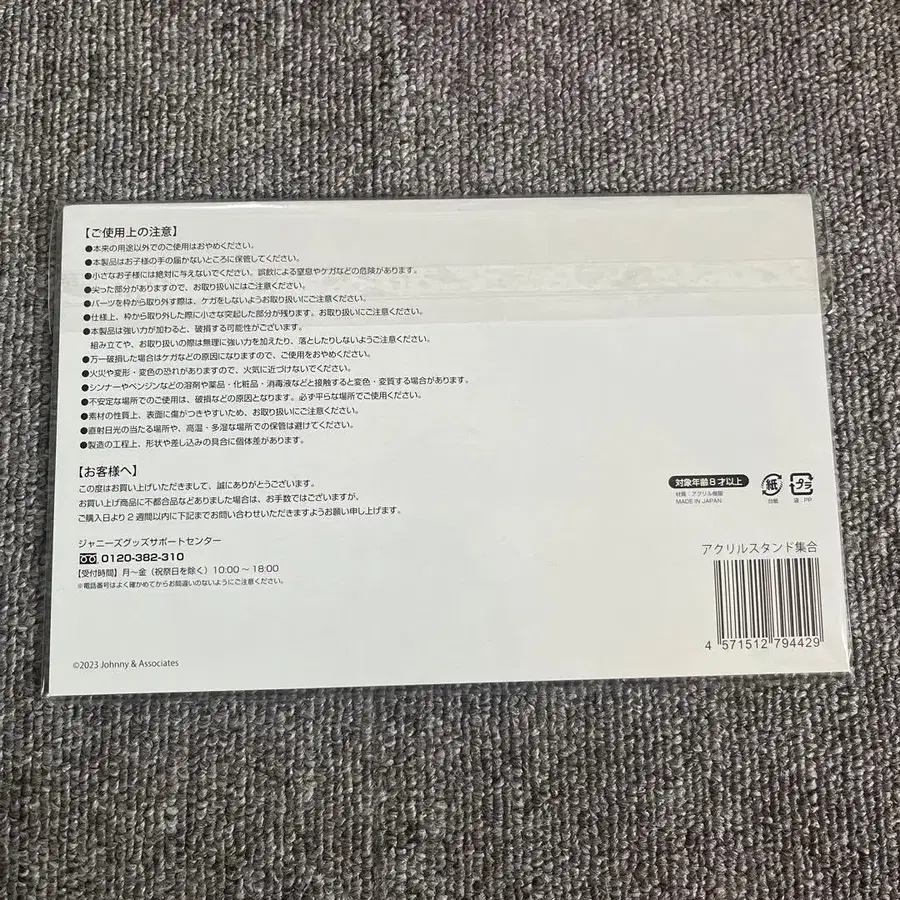 【ご使用上の注意】
●本来の用途以外でのご使用はおやめください。
●本製品はお子様の手の届かないところに保管してください。
●小さなお子様には絶対に与えないでください。誤飲による窒息やケガなどの危険があります。
●尖った部分がありますので、お取り扱いにはご注意ください。
●パーツを枠から取り外す際は、ケガをしないようお取り扱いにご注意ください。
●仕様上、枠から取り外した際に小さな突起した部分が残ります。お取り扱いにご注意ください。
●本製品は強い力が加わると、破損する可能性がございます。
組み立てや、お取り扱いの際は無理に強い力を加えたり、落としたりしないようご注意ください。
●万一破損した場合はケガなどの原因になりますので、ご使用をおやめください。
●火災や変形・変色の恐れがありますので、火気に近づけないでください。
●シンナーやベンジンなどの溶剤や薬品・化粧品・消毒液などと接触すると変色・変質する場合があります。
●不安定な場所でのご使用は、破損などの原因となります。必ず平らな場所でご使用ください。
●素材の性質上、表面に傷がつきやすいため、お取り扱いにご注意ください。
●直射日光の当たる場所や、高温・多湿な場所での保管は避けてください。
●製造の工程上、形状や差し込みの具合に個体差があります。
【お客様へ】
この度はお買い上げいただきまして、誠にありがとうございます。
お買い上げ商品に不都合品などありました場合は、お手数ではございますが、
ご購入日より2週間以内に下記までお問い合わせいただきますようお願い申し上げます。
ジャニーズグッズサポートセンター
0120-382-310
【受付時間】月～金（祝祭日を除く）10:00～18:00
※電話番号はよく確かめてからお間違いのないようにご注意ください。
©2023 Johnny & Associates
対象年齢8才以上
材質：アクリル樹脂
MADE IN JAPAN
紙
台紙
プラ
袋：PP
アクリルスタンド集合
4 571512 794429